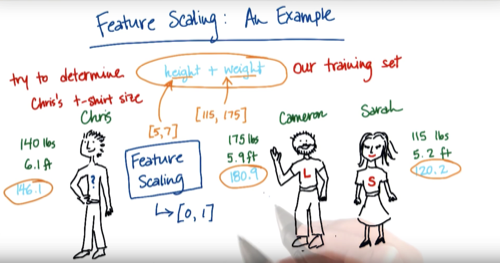 Feature Scaling: An Example
try to determine
Chris's t-shirt size
height + weight
our training set
[5,7]
[115, 175]
Chris
140 lbs
6.1 ft
146.1
?
Feature
Scaling
↳ [0,1]
Cameron
175 lbs
5.9 ft
180.9
L
Sarah
S
115 lbs
5.2 ft
120.2